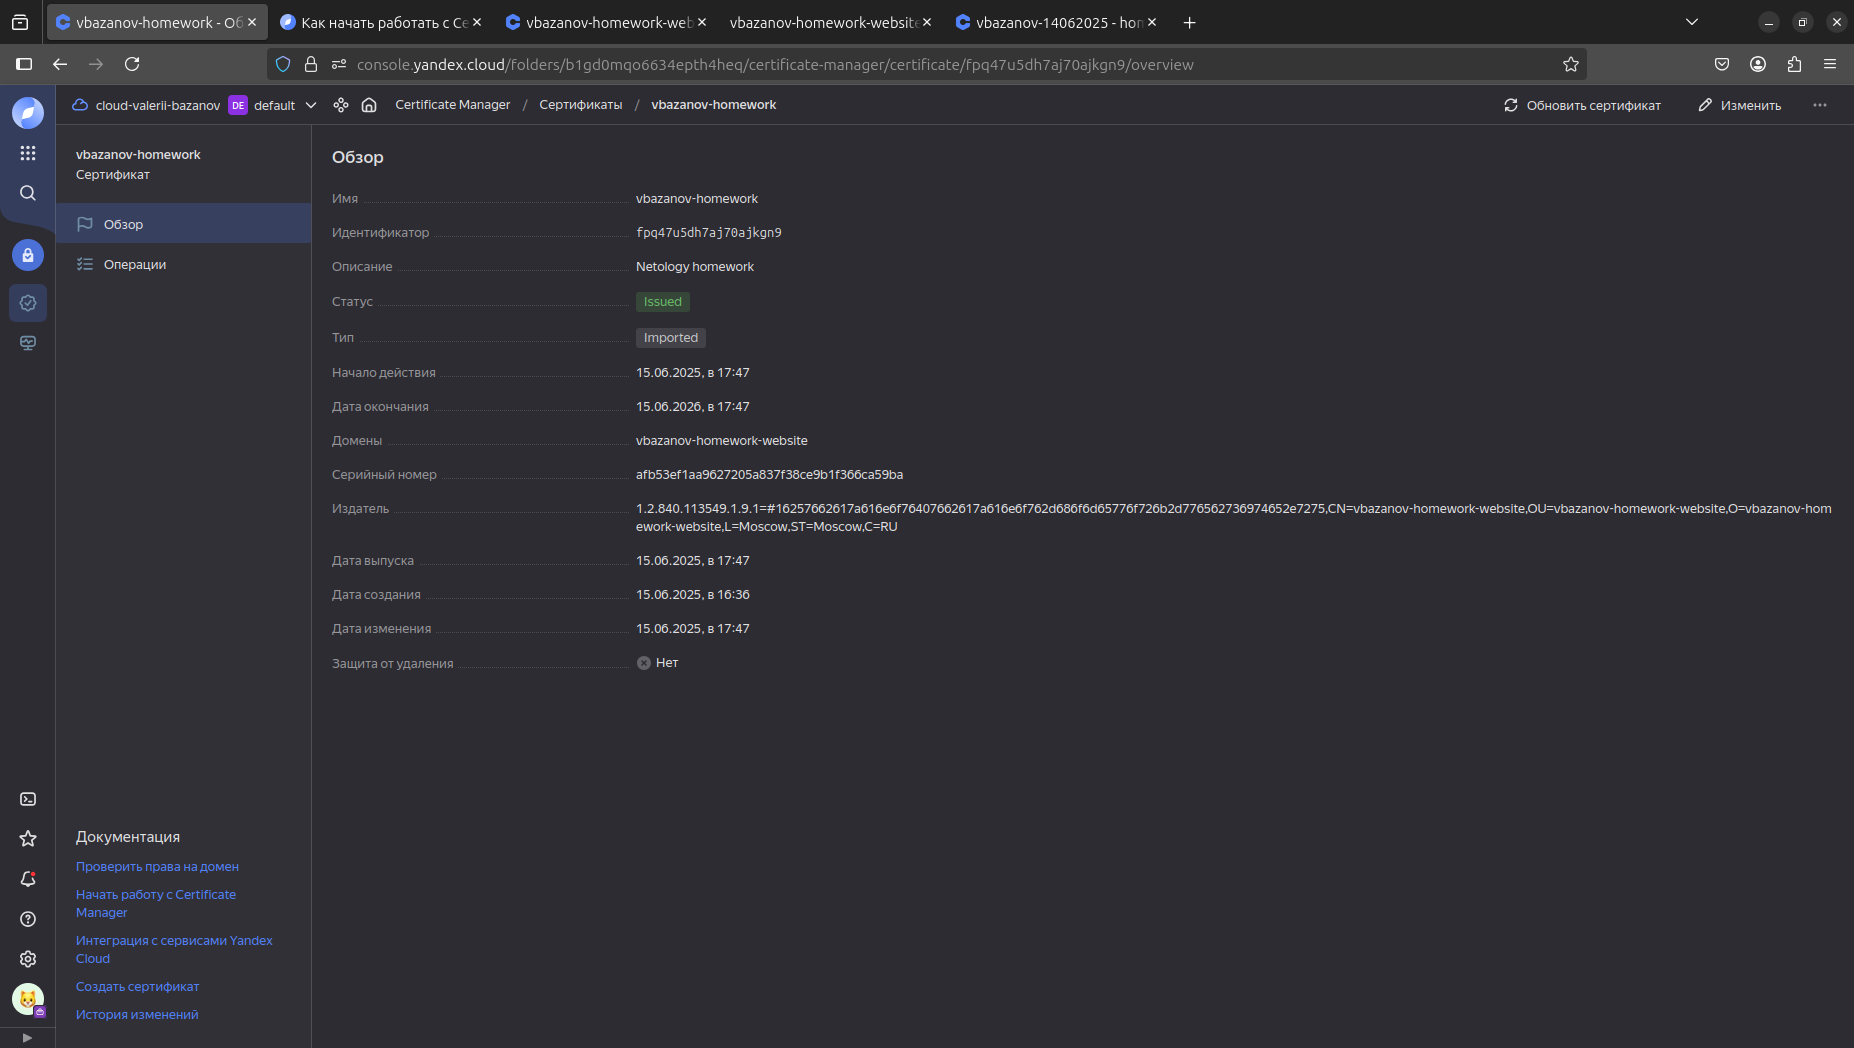 vbazanov-homework - Об
Как начать работать с Се
vbazanov-homework-web
vbazanov-homework-website
vbazanov-14062025 - hom
console.yandex.cloud/folders/b1gd0mqo6634epth4heq/certificate-manager/certificate/fpq47u5dh7aj70ajkgn9/overview
cloud-valerii-bazanov DE default Certificate Manager / Сертификаты / vbazanov-homework
Обновить сертификат
Изменить
vbazanov-homework
Сертификат
Обзор
Операции
Обзор
Имя vbazanov-homework
Идентификатор fpq47u5dh7aj70ajkgn9
Описание Netology homework
Статус Issued
Тип Imported
Начало действия 15.06.2025, в 17:47
Дата окончания 15.06.2026, в 17:47
Домены vbazanov-homework-website
Серийный номер afb53ef1aa9627205a837f38ce9b1f366ca59ba
Издатель 1.2.840.113549.1.9.1=#16257662617a616e6f76407662617a616e6f762d686f6d65776f726b2d776562736974652e7275,CN=vbazanov-homework-website,OU=vbazanov-homework-website,O=vbazanov-hom
ework-website,L=Moscow,ST=Moscow,C=RU
Дата выпуска 15.06.2025, в 17:47
Дата создания 15.06.2025, в 16:36
Дата изменения 15.06.2025, в 17:47
Защита от удаления Нет
Документация
Проверить права на домен
Начать работу с Certificate
Manager
Интеграция с сервисами Yandex
Cloud
Создать сертификат
История изменений